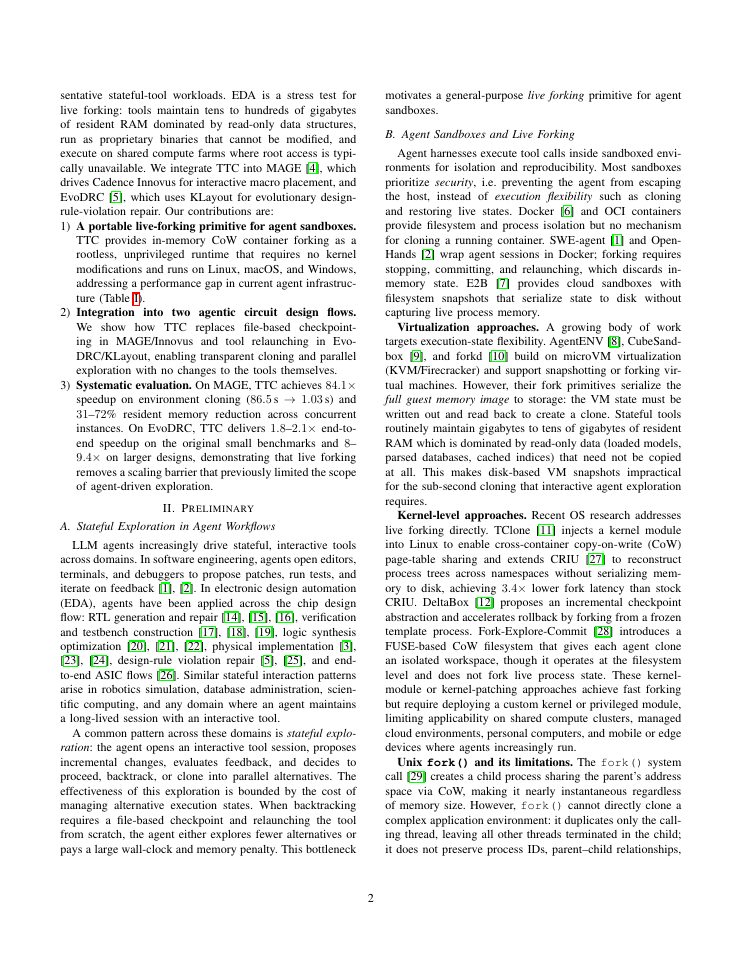 sentative stateful-tool workloads. EDA is a stress test for
live forking: tools maintain tens to hundreds of gigabytes
of resident RAM dominated by read-only data structures,
run as proprietary binaries that cannot be modified, and
execute on shared compute farms where root access is typi-
cally unavailable. We integrate TTC into MAGE [4], which
drives Cadence Innovus for interactive macro placement, and
EvoDRC [5], which uses KLayout for evolutionary design-
rule-violation repair. Our contributions are:
1) A portable live-forking primitive for agent sandboxes.
TTC provides in-memory CoW container forking as a
rootless, unprivileged runtime that requires no kernel
modifications and runs on Linux, macOS, and Windows,
addressing a performance gap in current agent infrastruc-
ture (Table I).
2) Integration into two agentic circuit design flows.
We show how TTC replaces file-based checkpoint-
ing in MAGE/Innovus and tool relaunching in Evo-
DRC/KLayout, enabling transparent cloning and parallel
exploration with no changes to the tools themselves.
3) Systematic evaluation. On MAGE, TTC achieves 84.1×
speedup on environment cloning (86.5 s → 1.03 s) and
31–72% resident memory reduction across concurrent
instances. On EvoDRC, TTC delivers 1.8–2.1× end-to-
end speedup on the original small benchmarks and 8–
9.4× on larger designs, demonstrating that live forking
removes a scaling barrier that previously limited the scope
of agent-driven exploration.
II. PRELIMINARY
A. Stateful Exploration in Agent Workflows
LLM agents increasingly drive stateful, interactive tools
across domains. In software engineering, agents open editors,
terminals, and debuggers to propose patches, run tests, and
iterate on feedback [1], [2]. In electronic design automation
(EDA), agents have been applied across the chip design
flow: RTL generation and repair [14], [15], [16], verification
and testbench construction [17], [18], [19], logic synthesis
optimization [20], [21], [22], physical implementation [3],
[23], [24], design-rule violation repair [5], [25], and end-
to-end ASIC flows [26]. Similar stateful interaction patterns
arise in robotics simulation, database administration, scien-
tific computing, and any domain where an agent maintains
a long-lived session with an interactive tool.
A common pattern across these domains is stateful explo-
ration: the agent opens an interactive tool session, proposes
incremental changes, evaluates feedback, and decides to
proceed, backtrack, or clone into parallel alternatives. The
effectiveness of this exploration is bounded by the cost of
managing alternative execution states. When backtracking
requires a file-based checkpoint and relaunching the tool
from scratch, the agent either explores fewer alternatives or
pays a large wall-clock and memory penalty. This bottleneck
motivates a general-purpose live forking primitive for agent
sandboxes.
B. Agent Sandboxes and Live Forking
Agent harnesses execute tool calls inside sandboxed envi-
ronments for isolation and reproducibility. Most sandboxes
prioritize security, i.e. preventing the agent from escaping
the host, instead of execution flexibility such as cloning
and restoring live states. Docker [6] and OCI containers
provide filesystem and process isolation but no mechanism
for cloning a running container. SWE-agent [1] and Open-
Hands [2] wrap agent sessions in Docker; forking requires
stopping, committing, and relaunching, which discards in-
memory state. E2B [7] provides cloud sandboxes with
filesystem snapshots that serialize state to disk without
capturing live process memory.
Virtualization approaches. A growing body of work
targets execution-state flexibility. AgentENV [8], CubeSand-
box [9], and forkd [10] build on microVM virtualization
(KVM/Firecracker) and support snapshotting or forking vir-
tual machines. However, their fork primitives serialize the
full guest memory image to storage: the VM state must be
written out and read back to create a clone. Stateful tools
routinely maintain gigabytes to tens of gigabytes of resident
RAM which is dominated by read-only data (loaded models,
parsed databases, cached indices) that need not be copied
at all. This makes disk-based VM snapshots impractical
for the sub-second cloning that interactive agent exploration
requires.
Kernel-level approaches. Recent OS research addresses
live forking directly. TClone [11] injects a kernel module
into Linux to enable cross-container copy-on-write (CoW)
page-table sharing and extends CRIU [27] to reconstruct
process trees across namespaces without serializing mem-
ory to disk, achieving 3.4× lower fork latency than stock
CRIU. DeltaBox [12] proposes an incremental checkpoint
abstraction and accelerates rollback by forking from a frozen
template process. Fork-Explore-Commit [28] introduces a
FUSE-based CoW filesystem that gives each agent clone
an isolated workspace, though it operates at the filesystem
level and does not fork live process state. These kernel-
module or kernel-patching approaches achieve fast forking
but require deploying a custom kernel or privileged module,
limiting applicability on shared compute clusters, managed
cloud environments, personal computers, and mobile or edge
devices where agents increasingly run.
Unix fork() and its limitations. The fork() system
call [29] creates a child process sharing the parent's address
space via CoW, making it nearly instantaneous regardless
of memory size. However, fork() cannot directly clone a
complex application environment: it duplicates only the call-
ing thread, leaving all other threads terminated in the child;
it does not preserve process IDs, parent–child relationships,
2